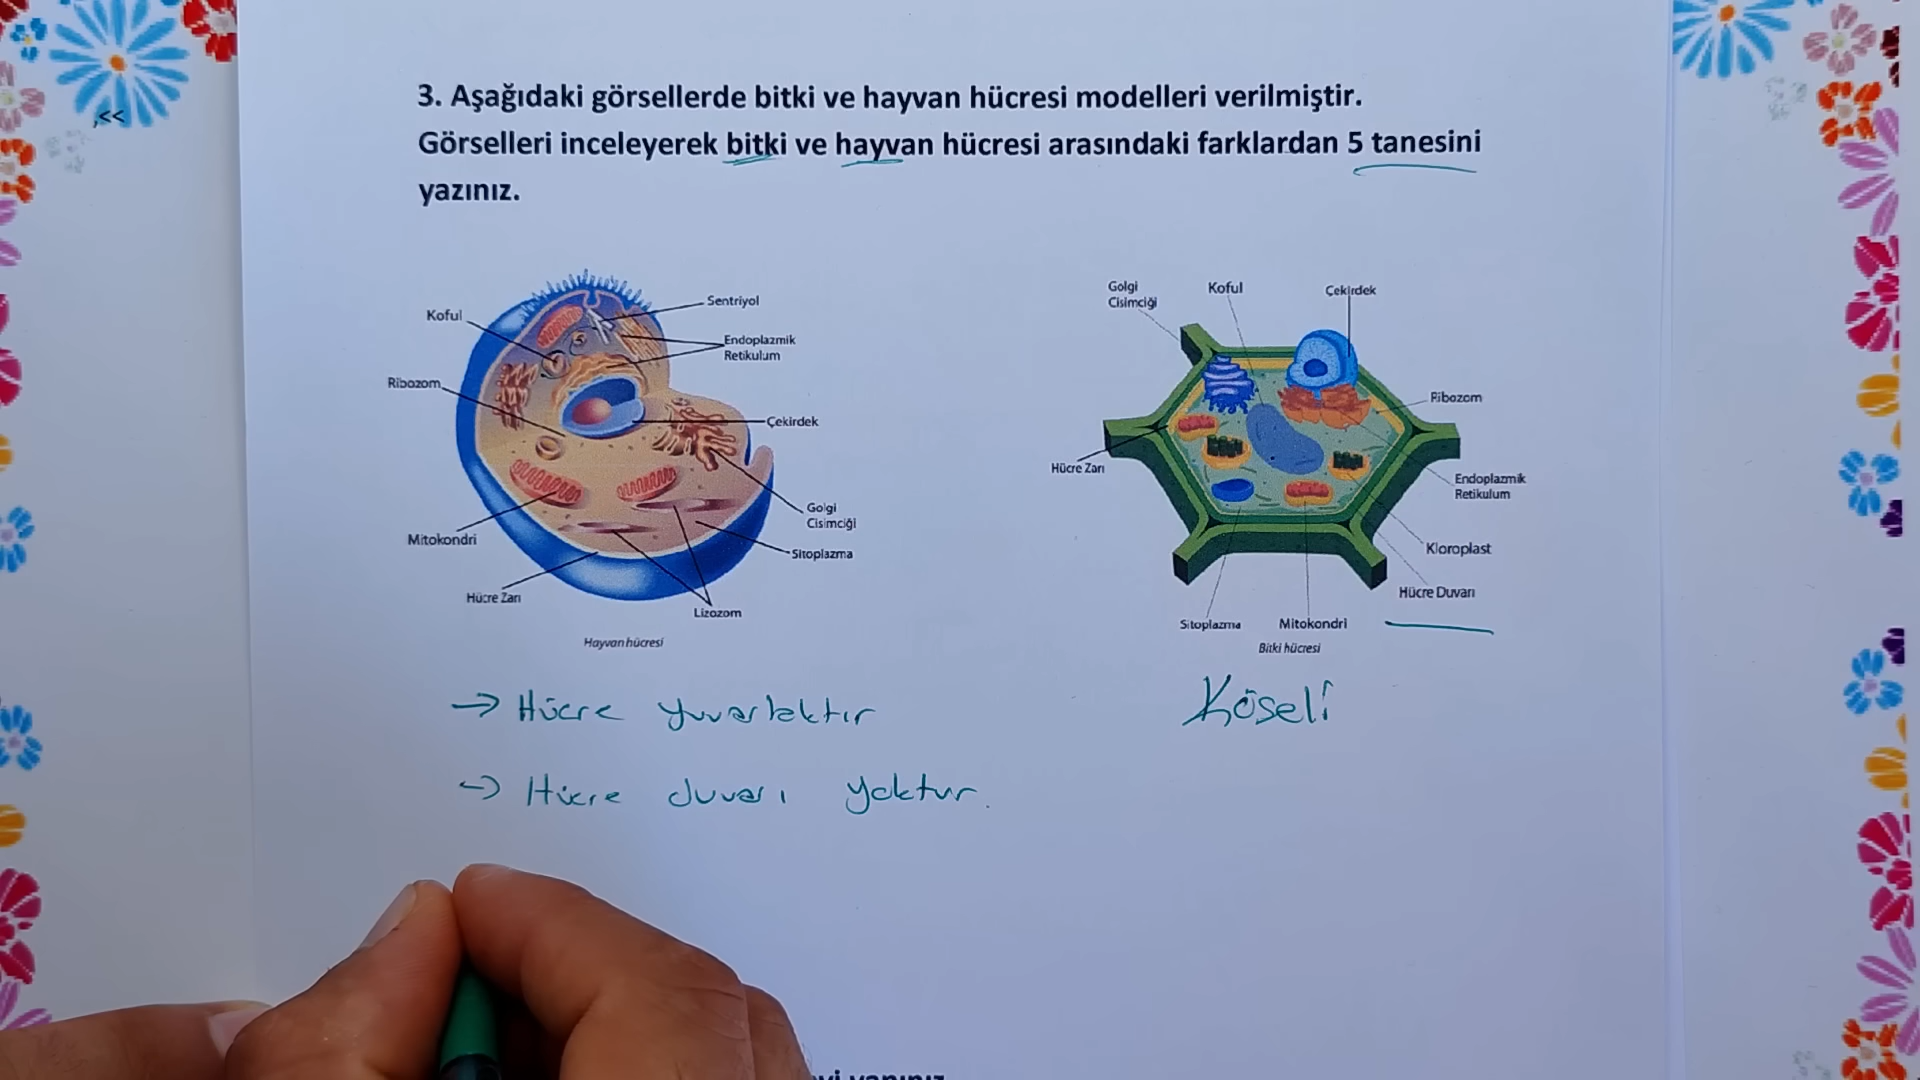 3. Aşağıdaki görsellerde bitki ve hayvan hücresi modelleri verilmiştir.
Görselleri inceleyerek bitki ve hayvan hücresi arasındaki farklardan 5 tanesini
yazınız.
Koful
Sentriyol
Endoplazmik
Retikulum
Ribozom
Çekirdek
Golgi
Cisimciği
Mitokondri
Sitoplazma
Hücre Zarı
Lizozom
Hayvan hücresi
Golgi
Cisimciği
Koful
Çekirdek
Ribozom
Hücre Zarı
Endoplazmik
Retikulum
Kloroplast
Hücre Duvarı
Sitoplazma
Mitokondri
Bitki hücresi
→ Hücre yuvarlaktır
Köşeli
→ Hücre duvarı yoktur.